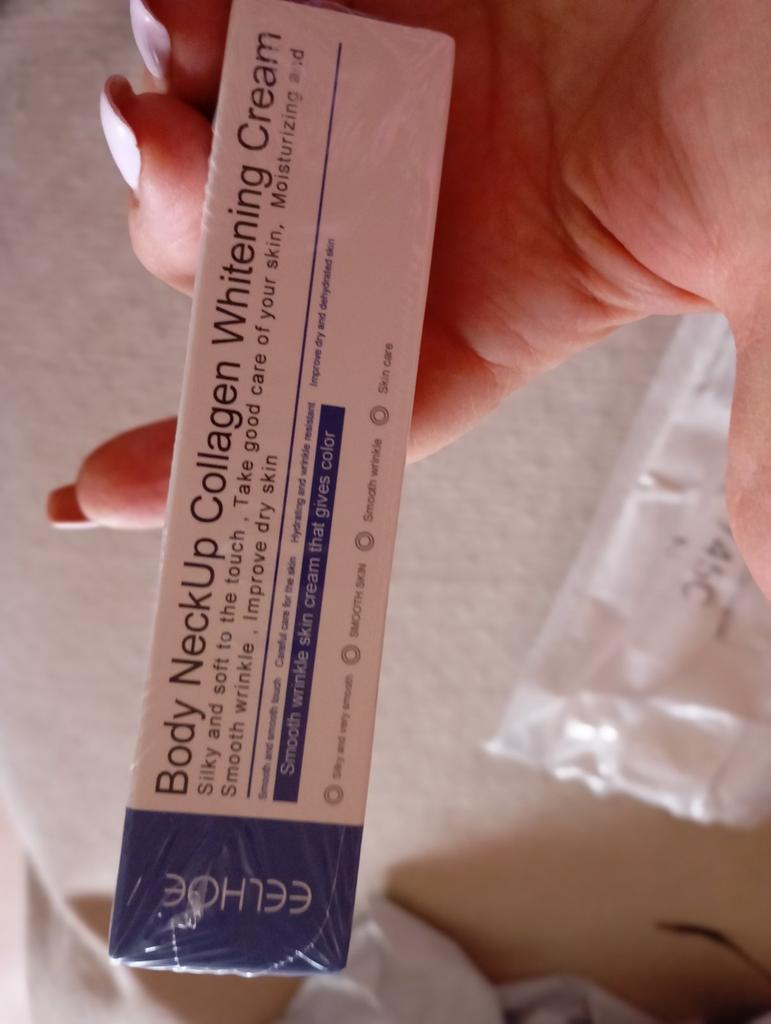 Body NeckUp Collagen Whitening Cream
Silky and soft to the touch , Take good care of your skin, Moisturizing and
Smooth wrinkle , Improve dry skin
Smooth and smooth touch Careful care for the skin Hydrating and wrinkle resistant Improve dry and dehydrated skin
Smooth wrinkle skin cream that gives color
Silky and very smooth SMOOTH SKIN Smooth wrinkle Skin care
EELHOE